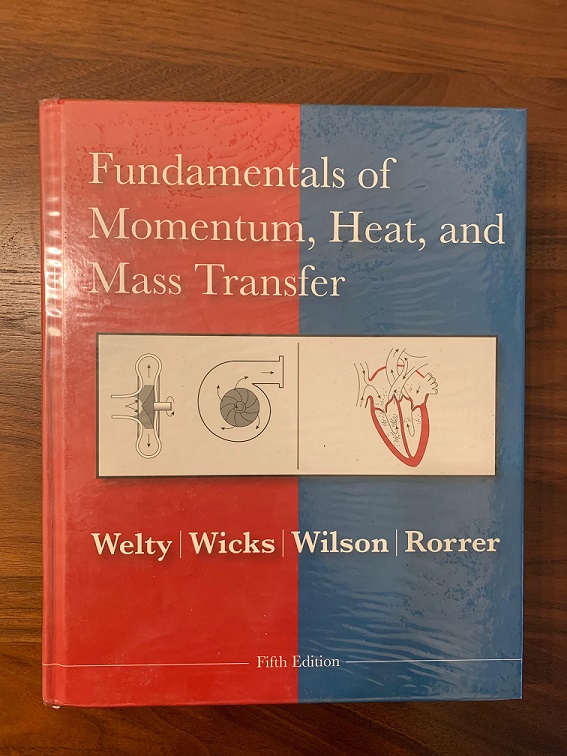 Fundamentals of
Momentum, Heat, and
Mass Transfer
Welty | Wicks | Wilson | Rorrer
Fifth Edition